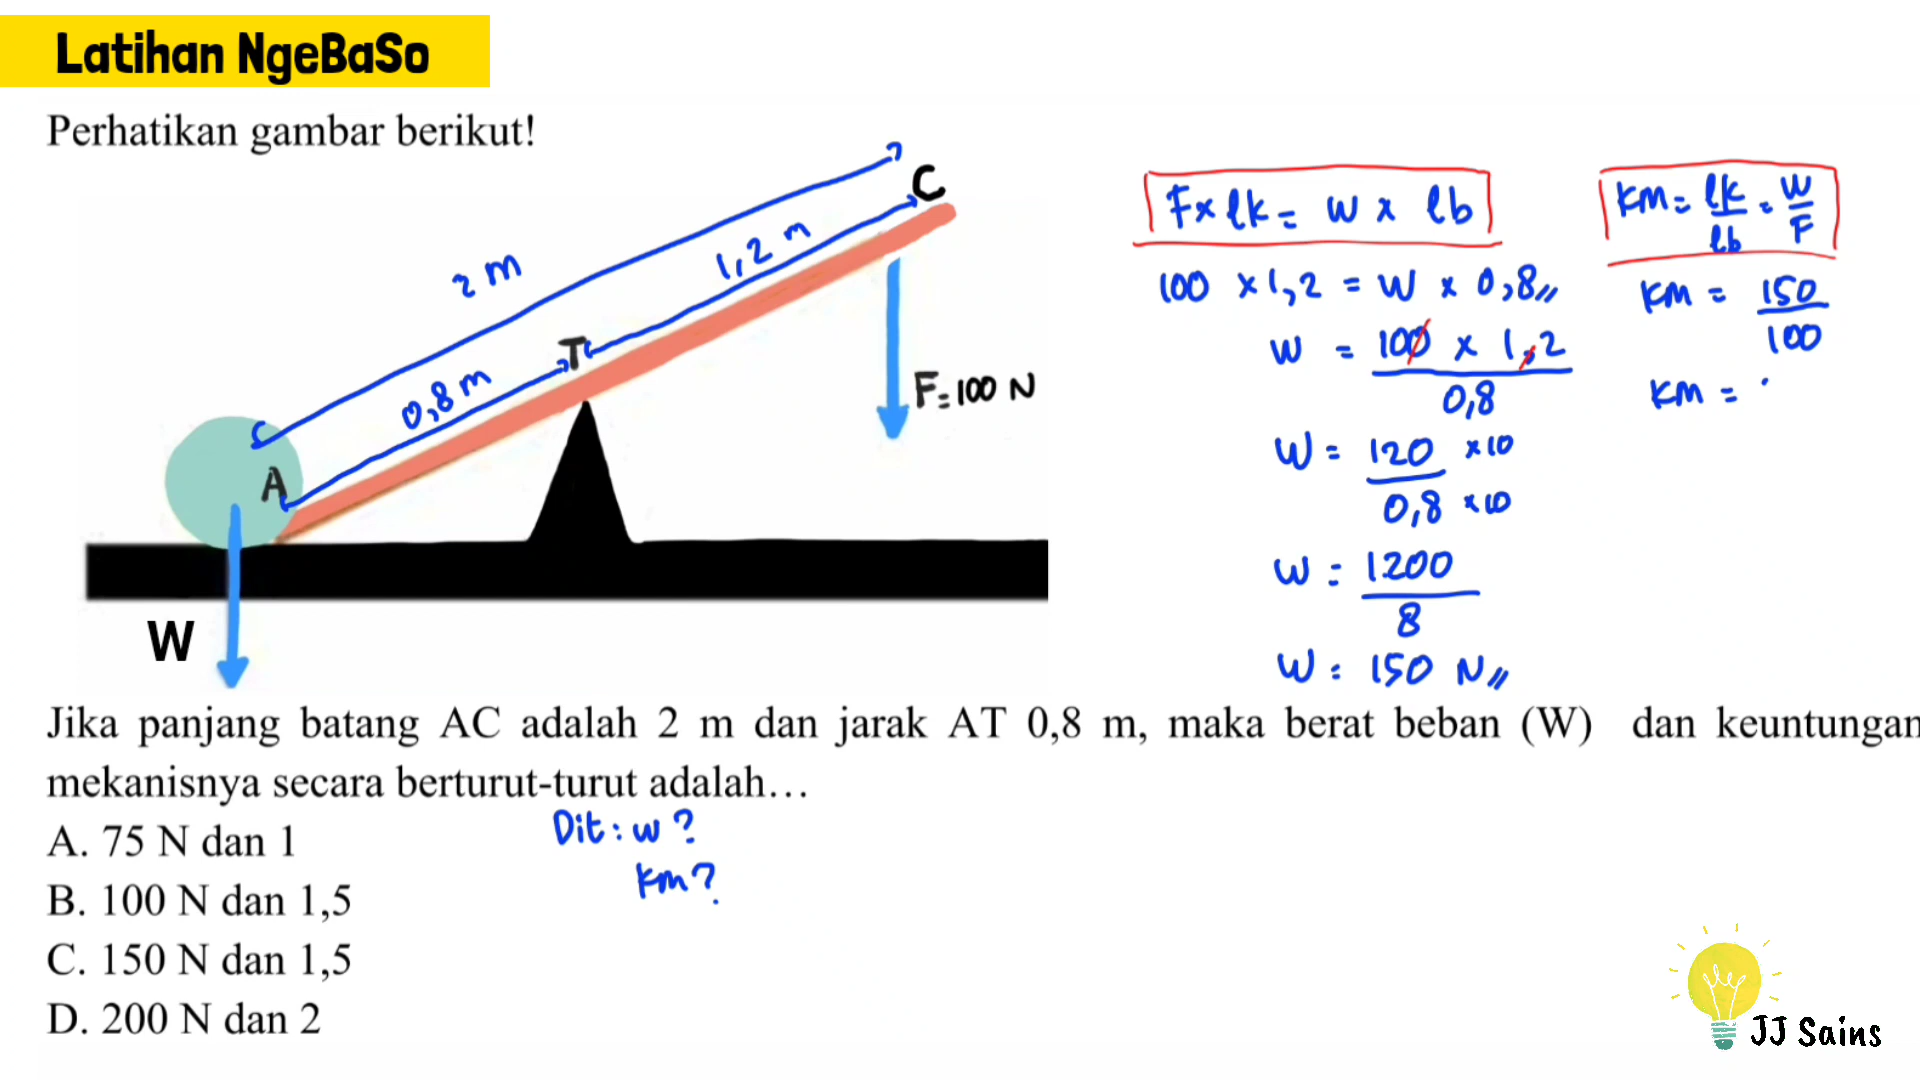 Latihan NgeBaSo
Perhatikan gambar berikut!
2 m
1,2 m
0,8 m
A
T
C
F=100 N
W
F x lk = w x lb
100 x 1,2 = W x 0,8//
W = 100 x 1,2
0,8
W = 120 x10
0,8 x10
W = 1200
8
W = 150 N//
KM = lk = W
lb F
KM = 150
100
KM =
Jika panjang batang AC adalah 2 m dan jarak AT 0,8 m, maka berat beban (W) dan keuntungan
mekanisnya secara berturut-turut adalah…
Dit : w ?
Km ?
A. 75 N dan 1
B. 100 N dan 1,5
C. 150 N dan 1,5
D. 200 N dan 2
JJ Sains